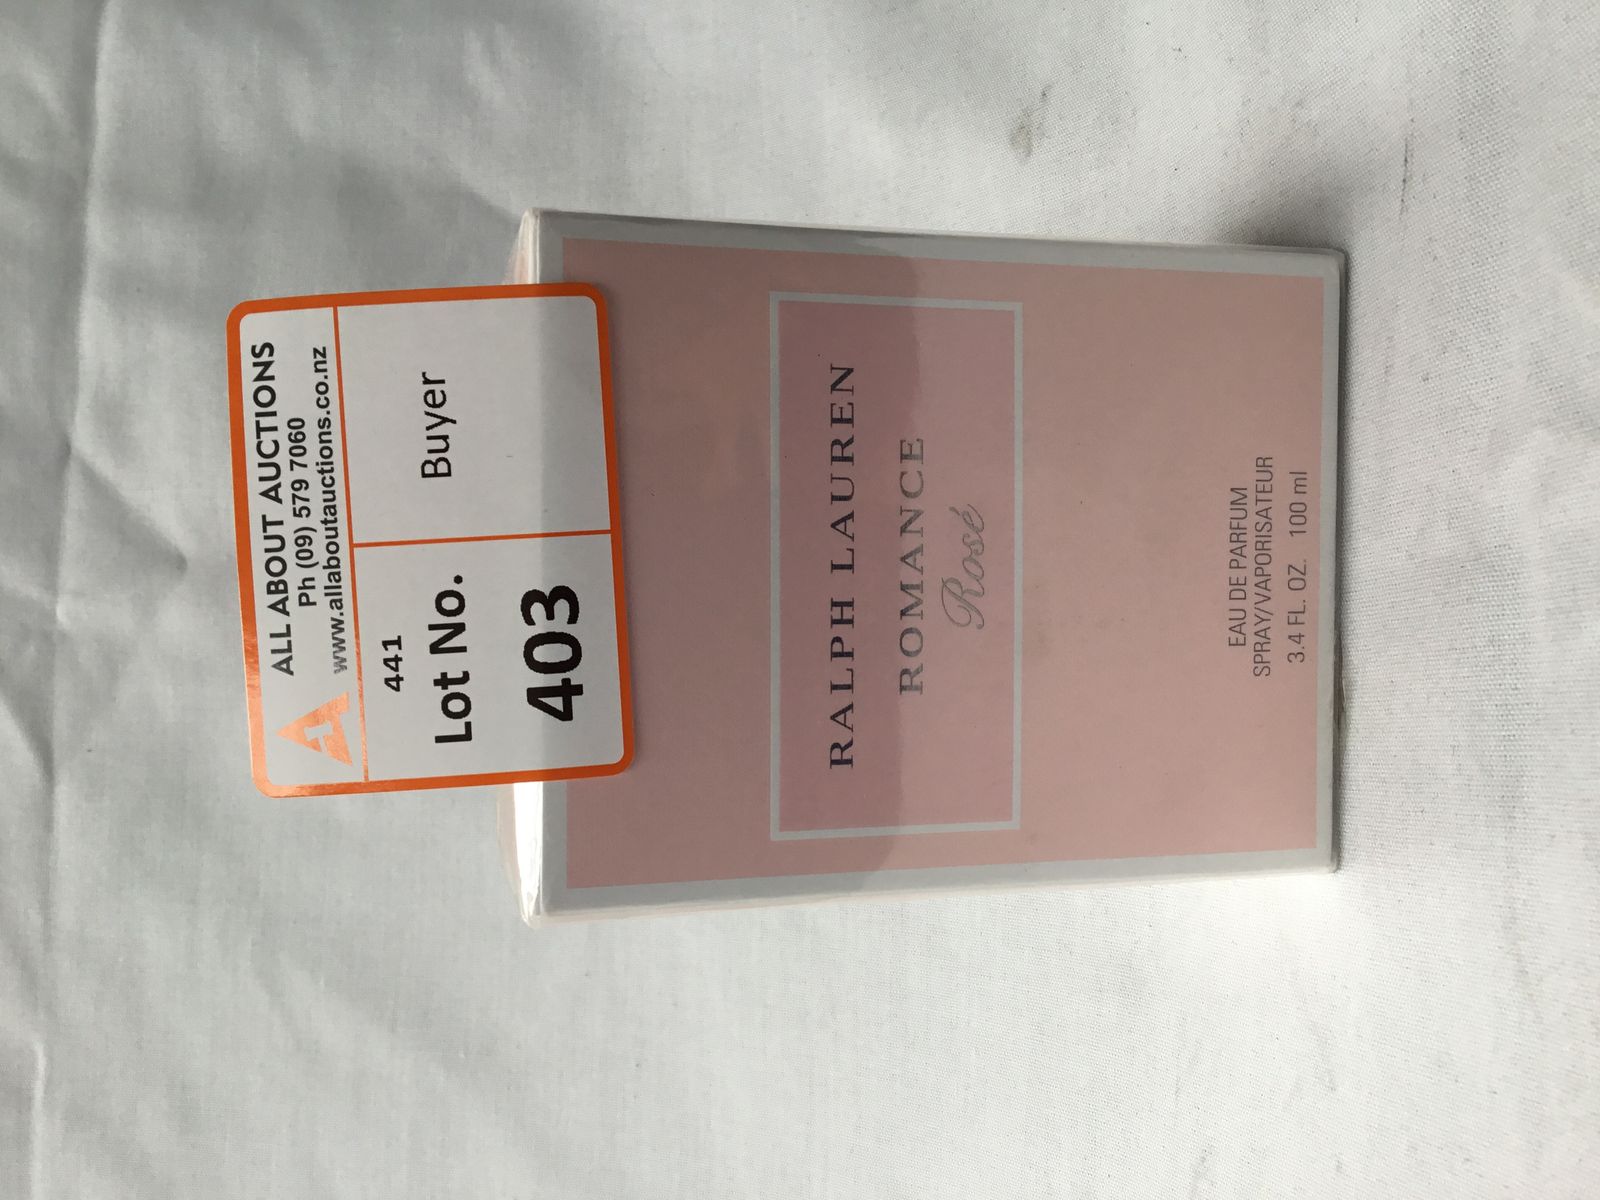 ALL ABOUT AUCTIONS
Ph (09) 579 7060
www.allaboutauctions.co.nz
441
Lot No.
403
Buyer
RALPH LAUREN
ROMANCE
Rosé
EAU DE PARFUM
SPRAY/VAPORISATEUR
3.4 FL. OZ. 100 ml